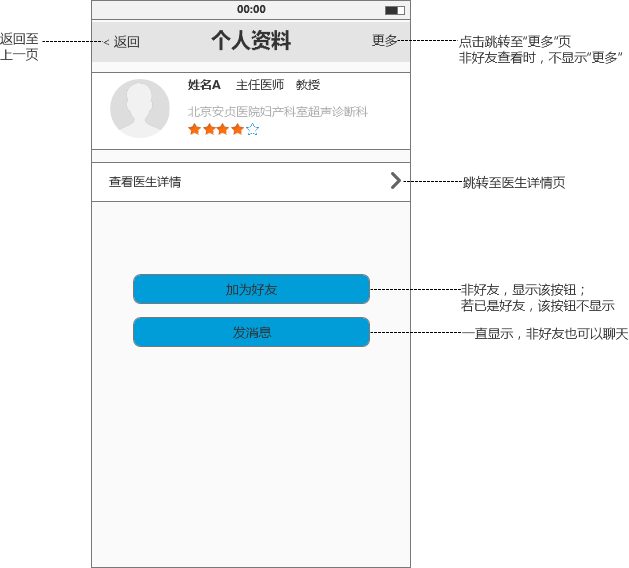 00:00
返回至
上一页
< 返回
个人资料
更多
点击跳转至“更多”页
非好友查看时，不显示“更多”
姓名A 主任医师 教授
北京安贞医院妇产科室超声诊断科
查看医生详情
跳转至医生详情页
加为好友
非好友，显示该按钮；
若已是好友，该按钮不显示
发消息
一直显示，非好友也可以聊天